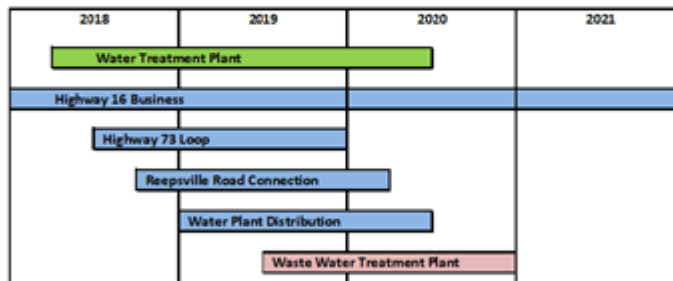 2018 2019 2020 2021
Water Treatment Plant
Highway 16 Business
Highway 73 Loop
Reepsville Road Connection
Water Plant Distribution
Waste Water Treatment Plant